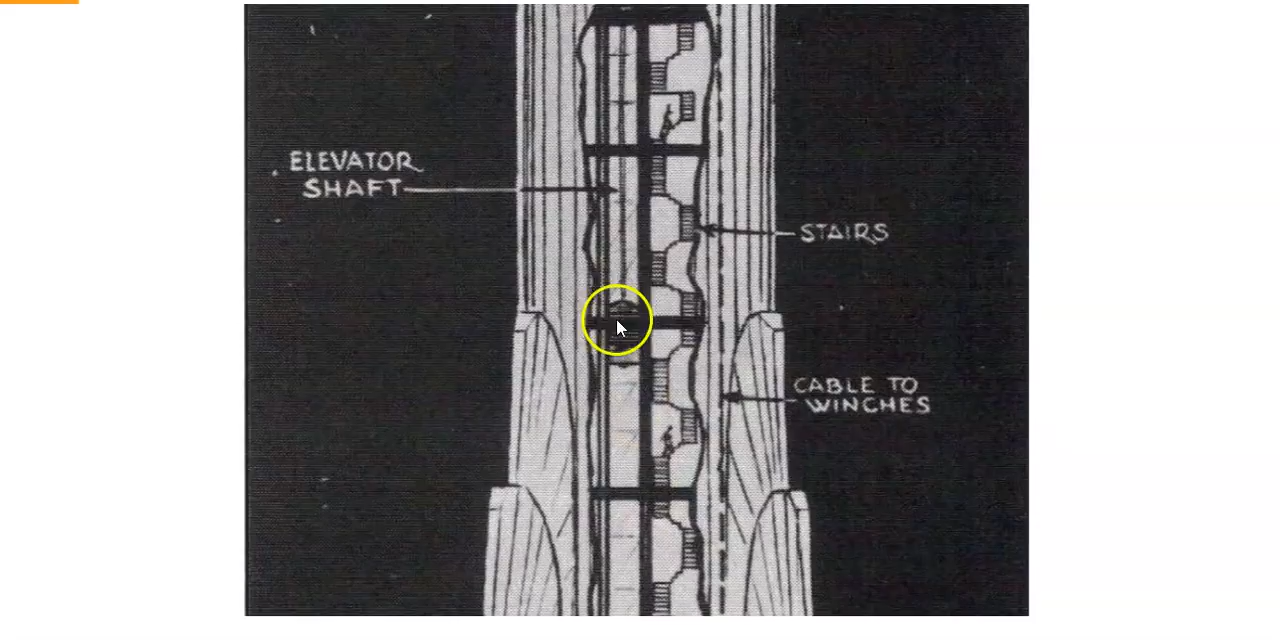 ELEVATOR
SHAFT
STAIRS
CABLE TO
WINCHES